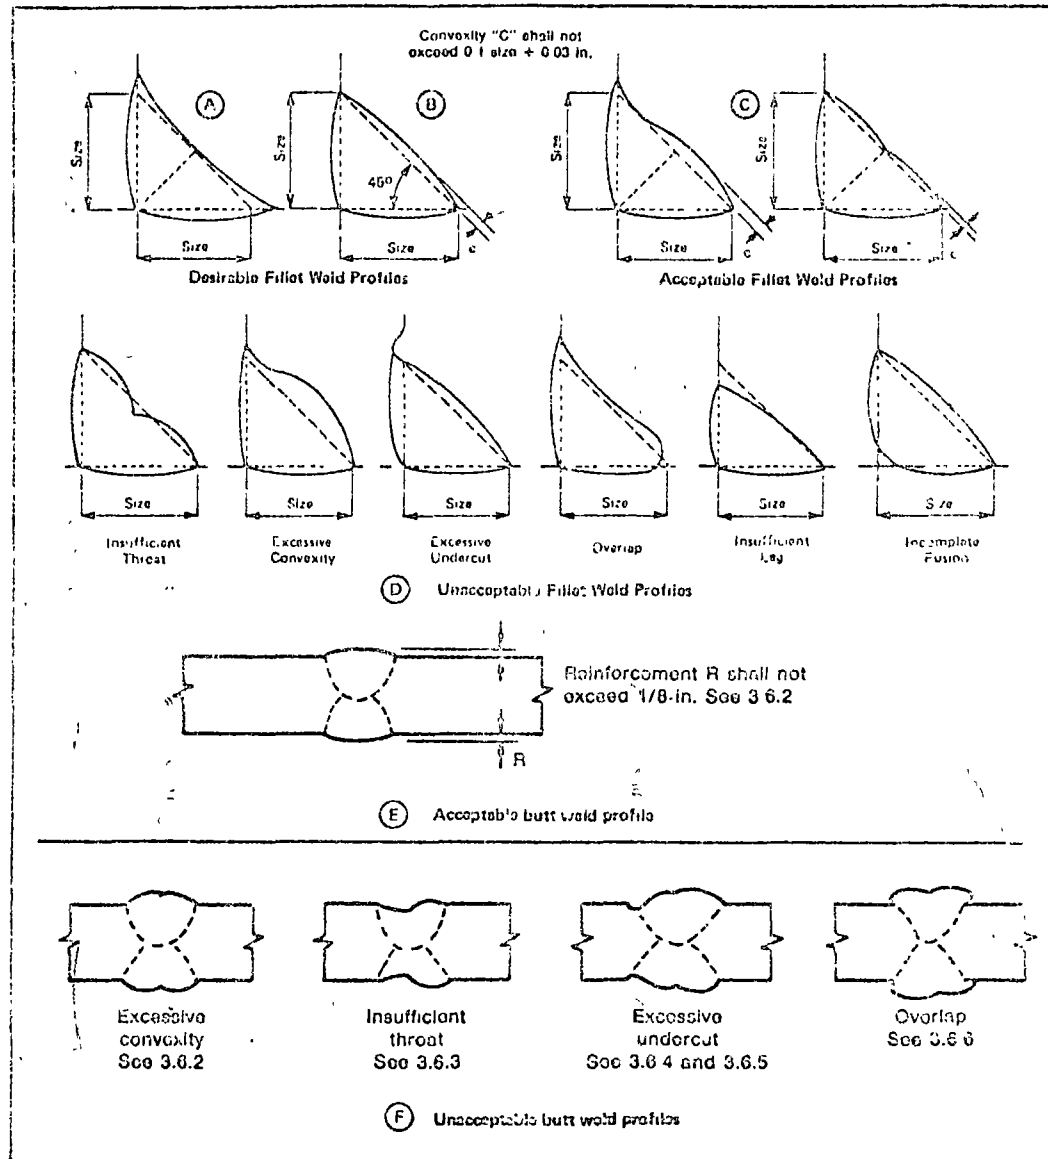 Convexity "C" shall not
exceed 0.1 size + 0.03 in.
A
B
C
Size
Size
Size
Size
45°
Size
Size
C
Size
C
Size
C
Desirable Fillet Weld Profiles
Acceptable Fillet Weld Profiles
Size
Size
Size
Size
Size
Size
Insufficient
Throat
Excessive
Convexity
Excessive
Undercut
Overlap
Insufficient
Leg
Incomplete
Fusion
D Unacceptable Fillet Weld Profiles
Reinforcement R shall not
exceed 1/8-in. See 3.6.2
R
E Acceptable butt weld profile
Excessive
convexity
See 3.6.2
Insufficient
throat
See 3.6.3
Excessive
undercut
See 3.6.4 and 3.6.5
Overlap
See 3.6.6
F Unacceptable butt weld profiles